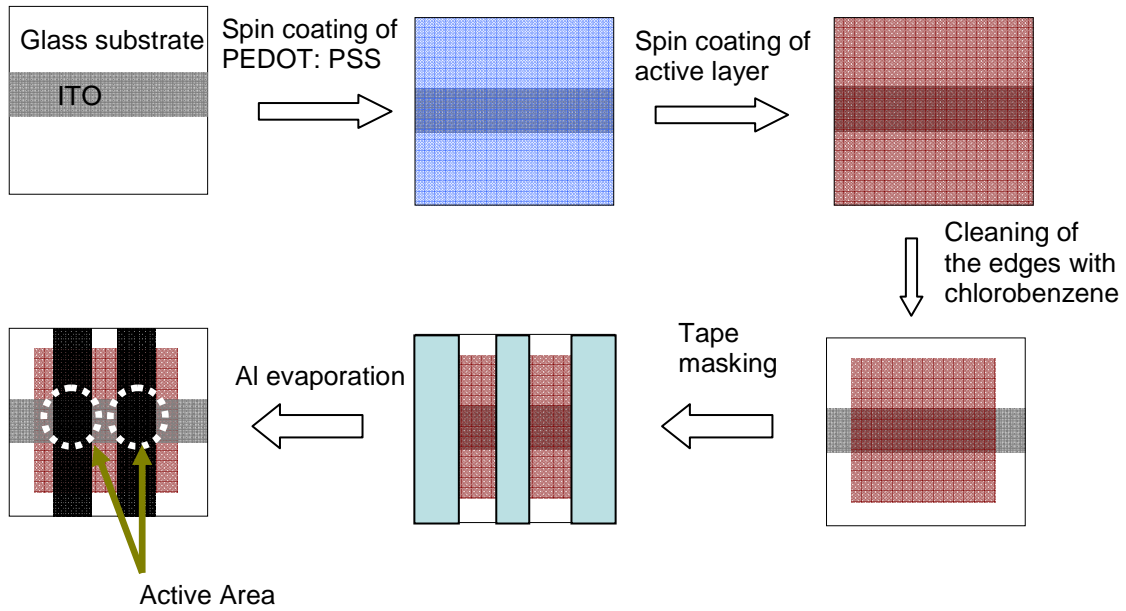 Glass substrate
ITO
Spin coating of
PEDOT: PSS
Spin coating of
active layer
Cleaning of
the edges with
chlorobenzene
Tape
masking
Al evaporation
Active Area